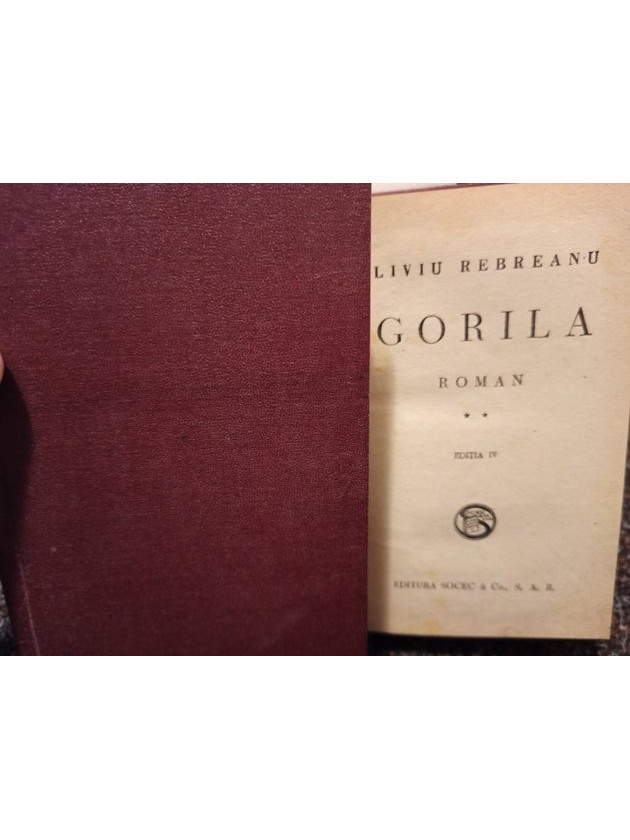 LIVIU REBREANU
GORILA
ROMAN
* *
EDIȚIA IV
EDITURA SOCEC & Co., S. A. R.